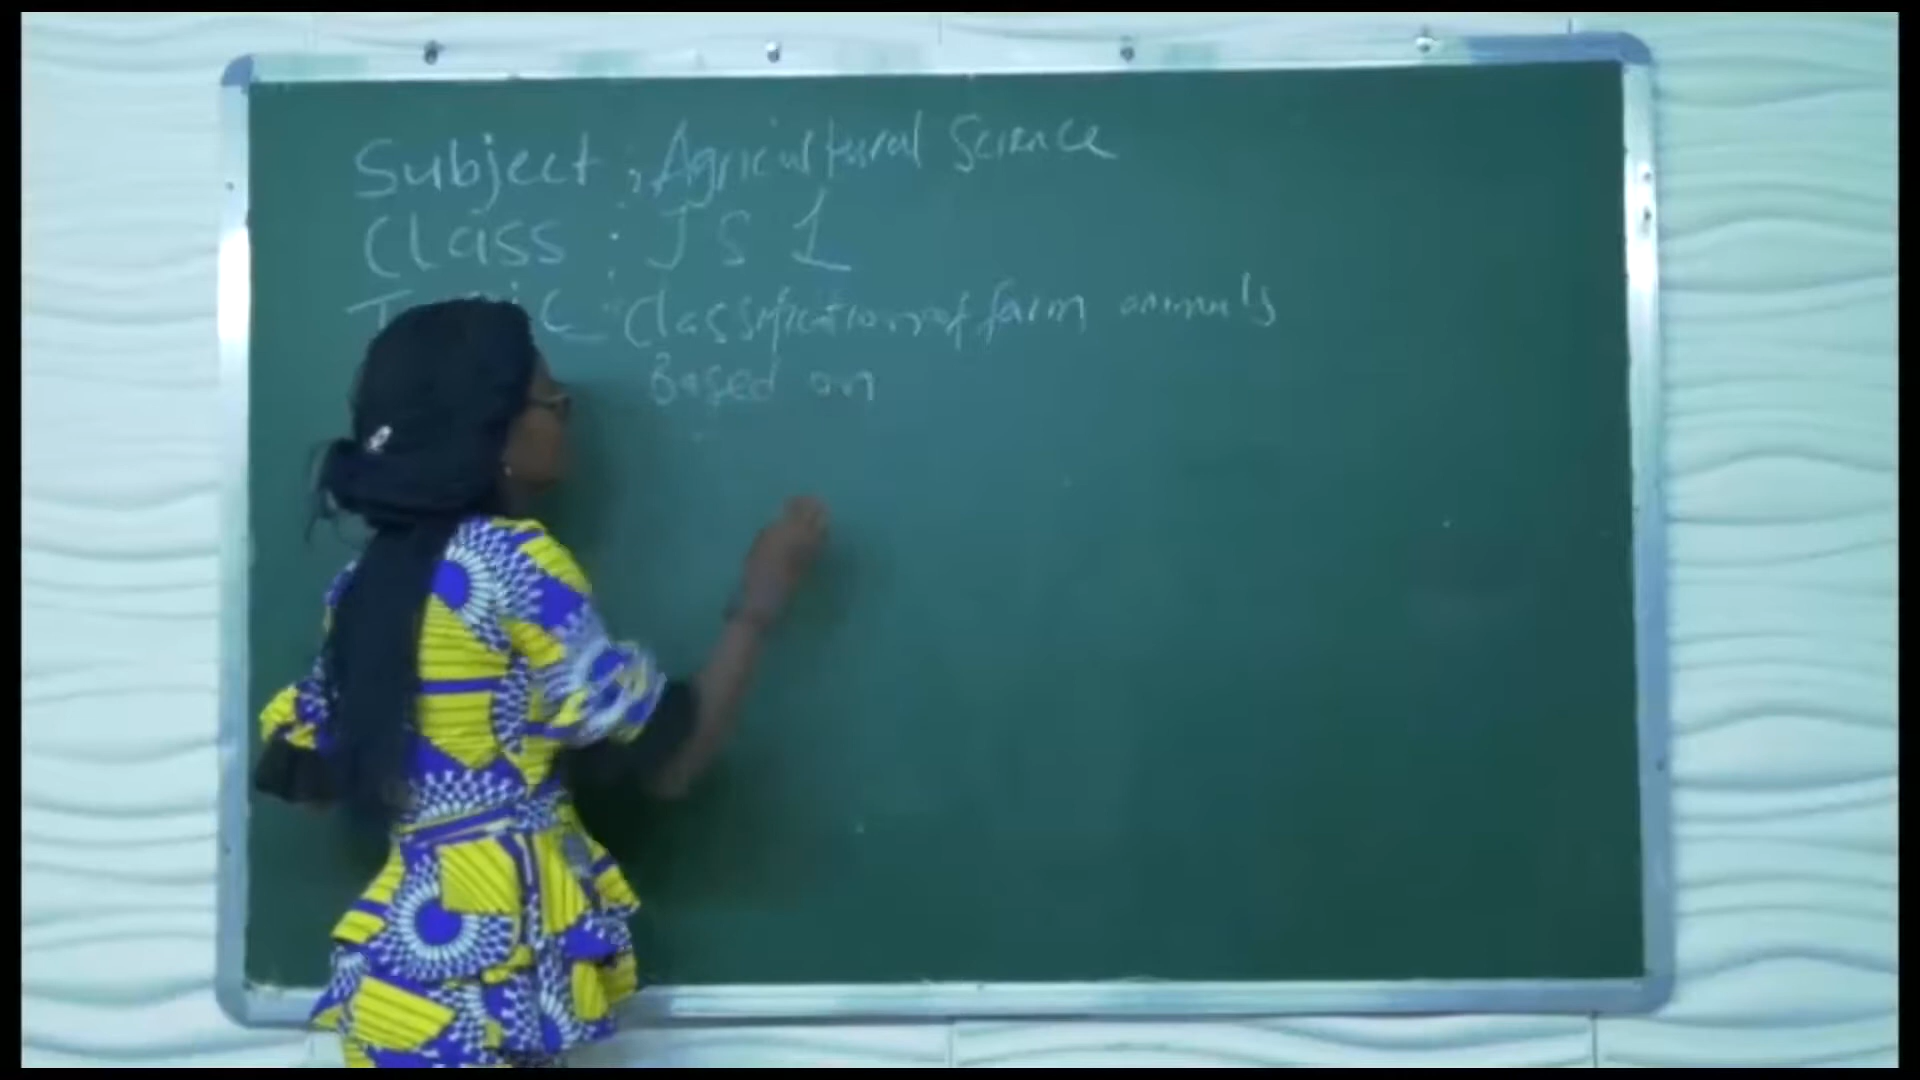 Subject : Agricultural Science
Class : JS 1
Classification of farm animals
Based on